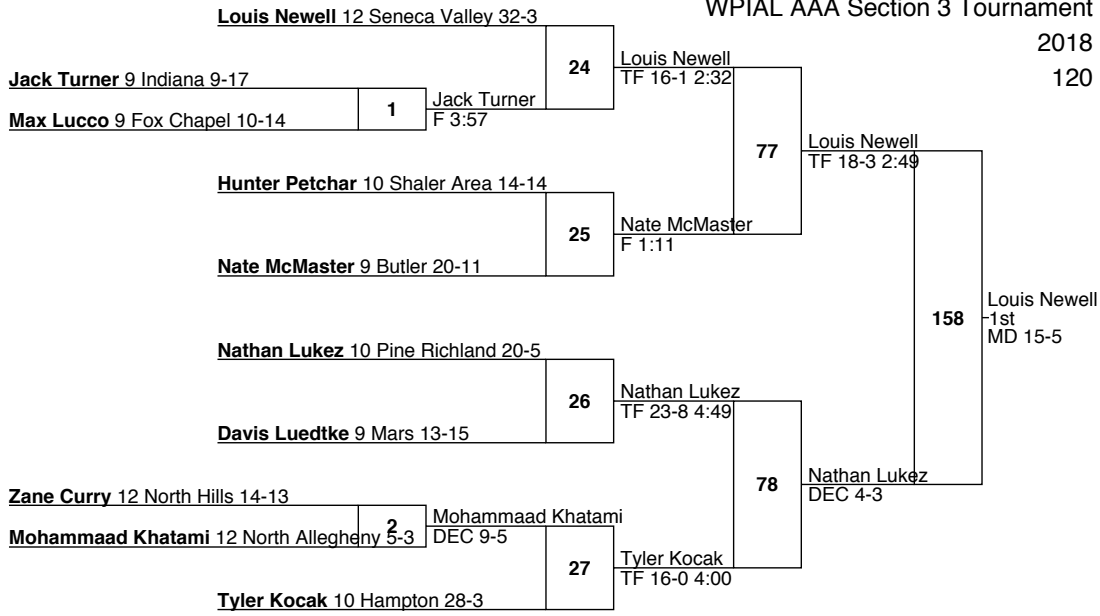 WPIAL AAA Section 3 Tournament
2018
120
Louis Newell 12 Seneca Valley 32-3
24
Louis Newell
TF 16-1 2:32
Jack Turner 9 Indiana 9-17
1
Jack Turner
F 3:57
Max Lucco 9 Fox Chapel 10-14
77
Louis Newell
TF 18-3 2:49
Hunter Petchar 10 Shaler Area 14-14
25
Nate McMaster
F 1:11
Nate McMaster 9 Butler 20-11
158
Louis Newell
1st
MD 15-5
Nathan Lukez 10 Pine Richland 20-5
26
Nathan Lukez
TF 23-8 4:49
Davis Luedtke 9 Mars 13-15
78
Nathan Lukez
DEC 4-3
Zane Curry 12 North Hills 14-13
2
Mohammaad Khatami
DEC 9-5
Mohammaad Khatami 12 North Allegheny 5-3
27
Tyler Kocak
TF 16-0 4:00
Tyler Kocak 10 Hampton 28-3